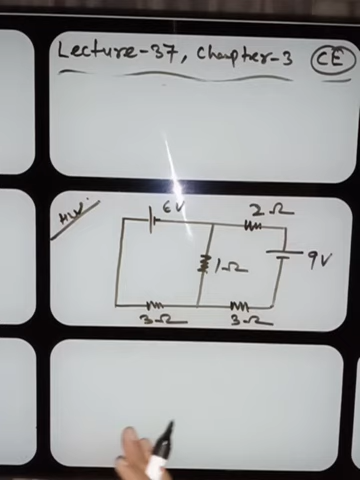 Lecture-37, Chapter-3 CE
HW
6V
2Ω
1Ω
9V
3Ω
3Ω